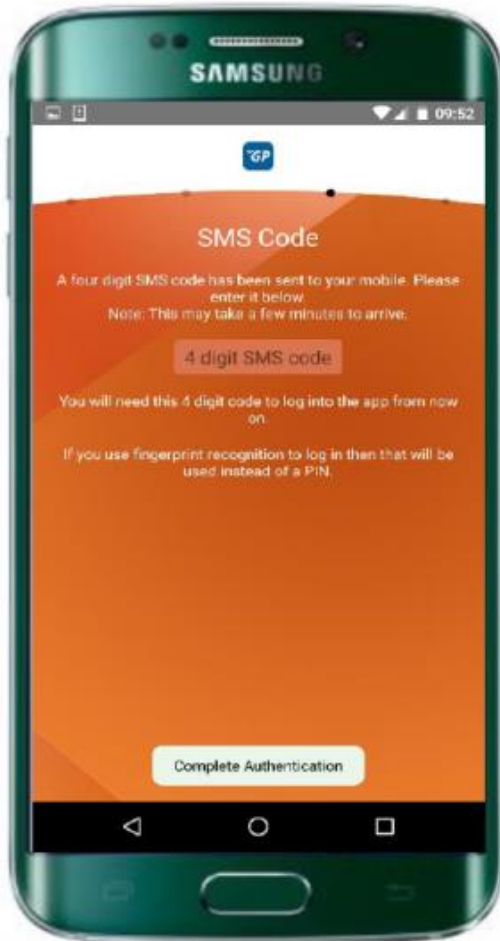 SAMSUNG
09:52
GP
SMS Code
A four digit SMS code has been sent to your mobile. Please
enter it below.
Note: This may take a few minutes to arrive.
4 digit SMS code
You will need this 4 digit code to log into the app from now
on.
If you use fingerprint recognition to log in then that will be
used instead of a PIN.
Complete Authentication